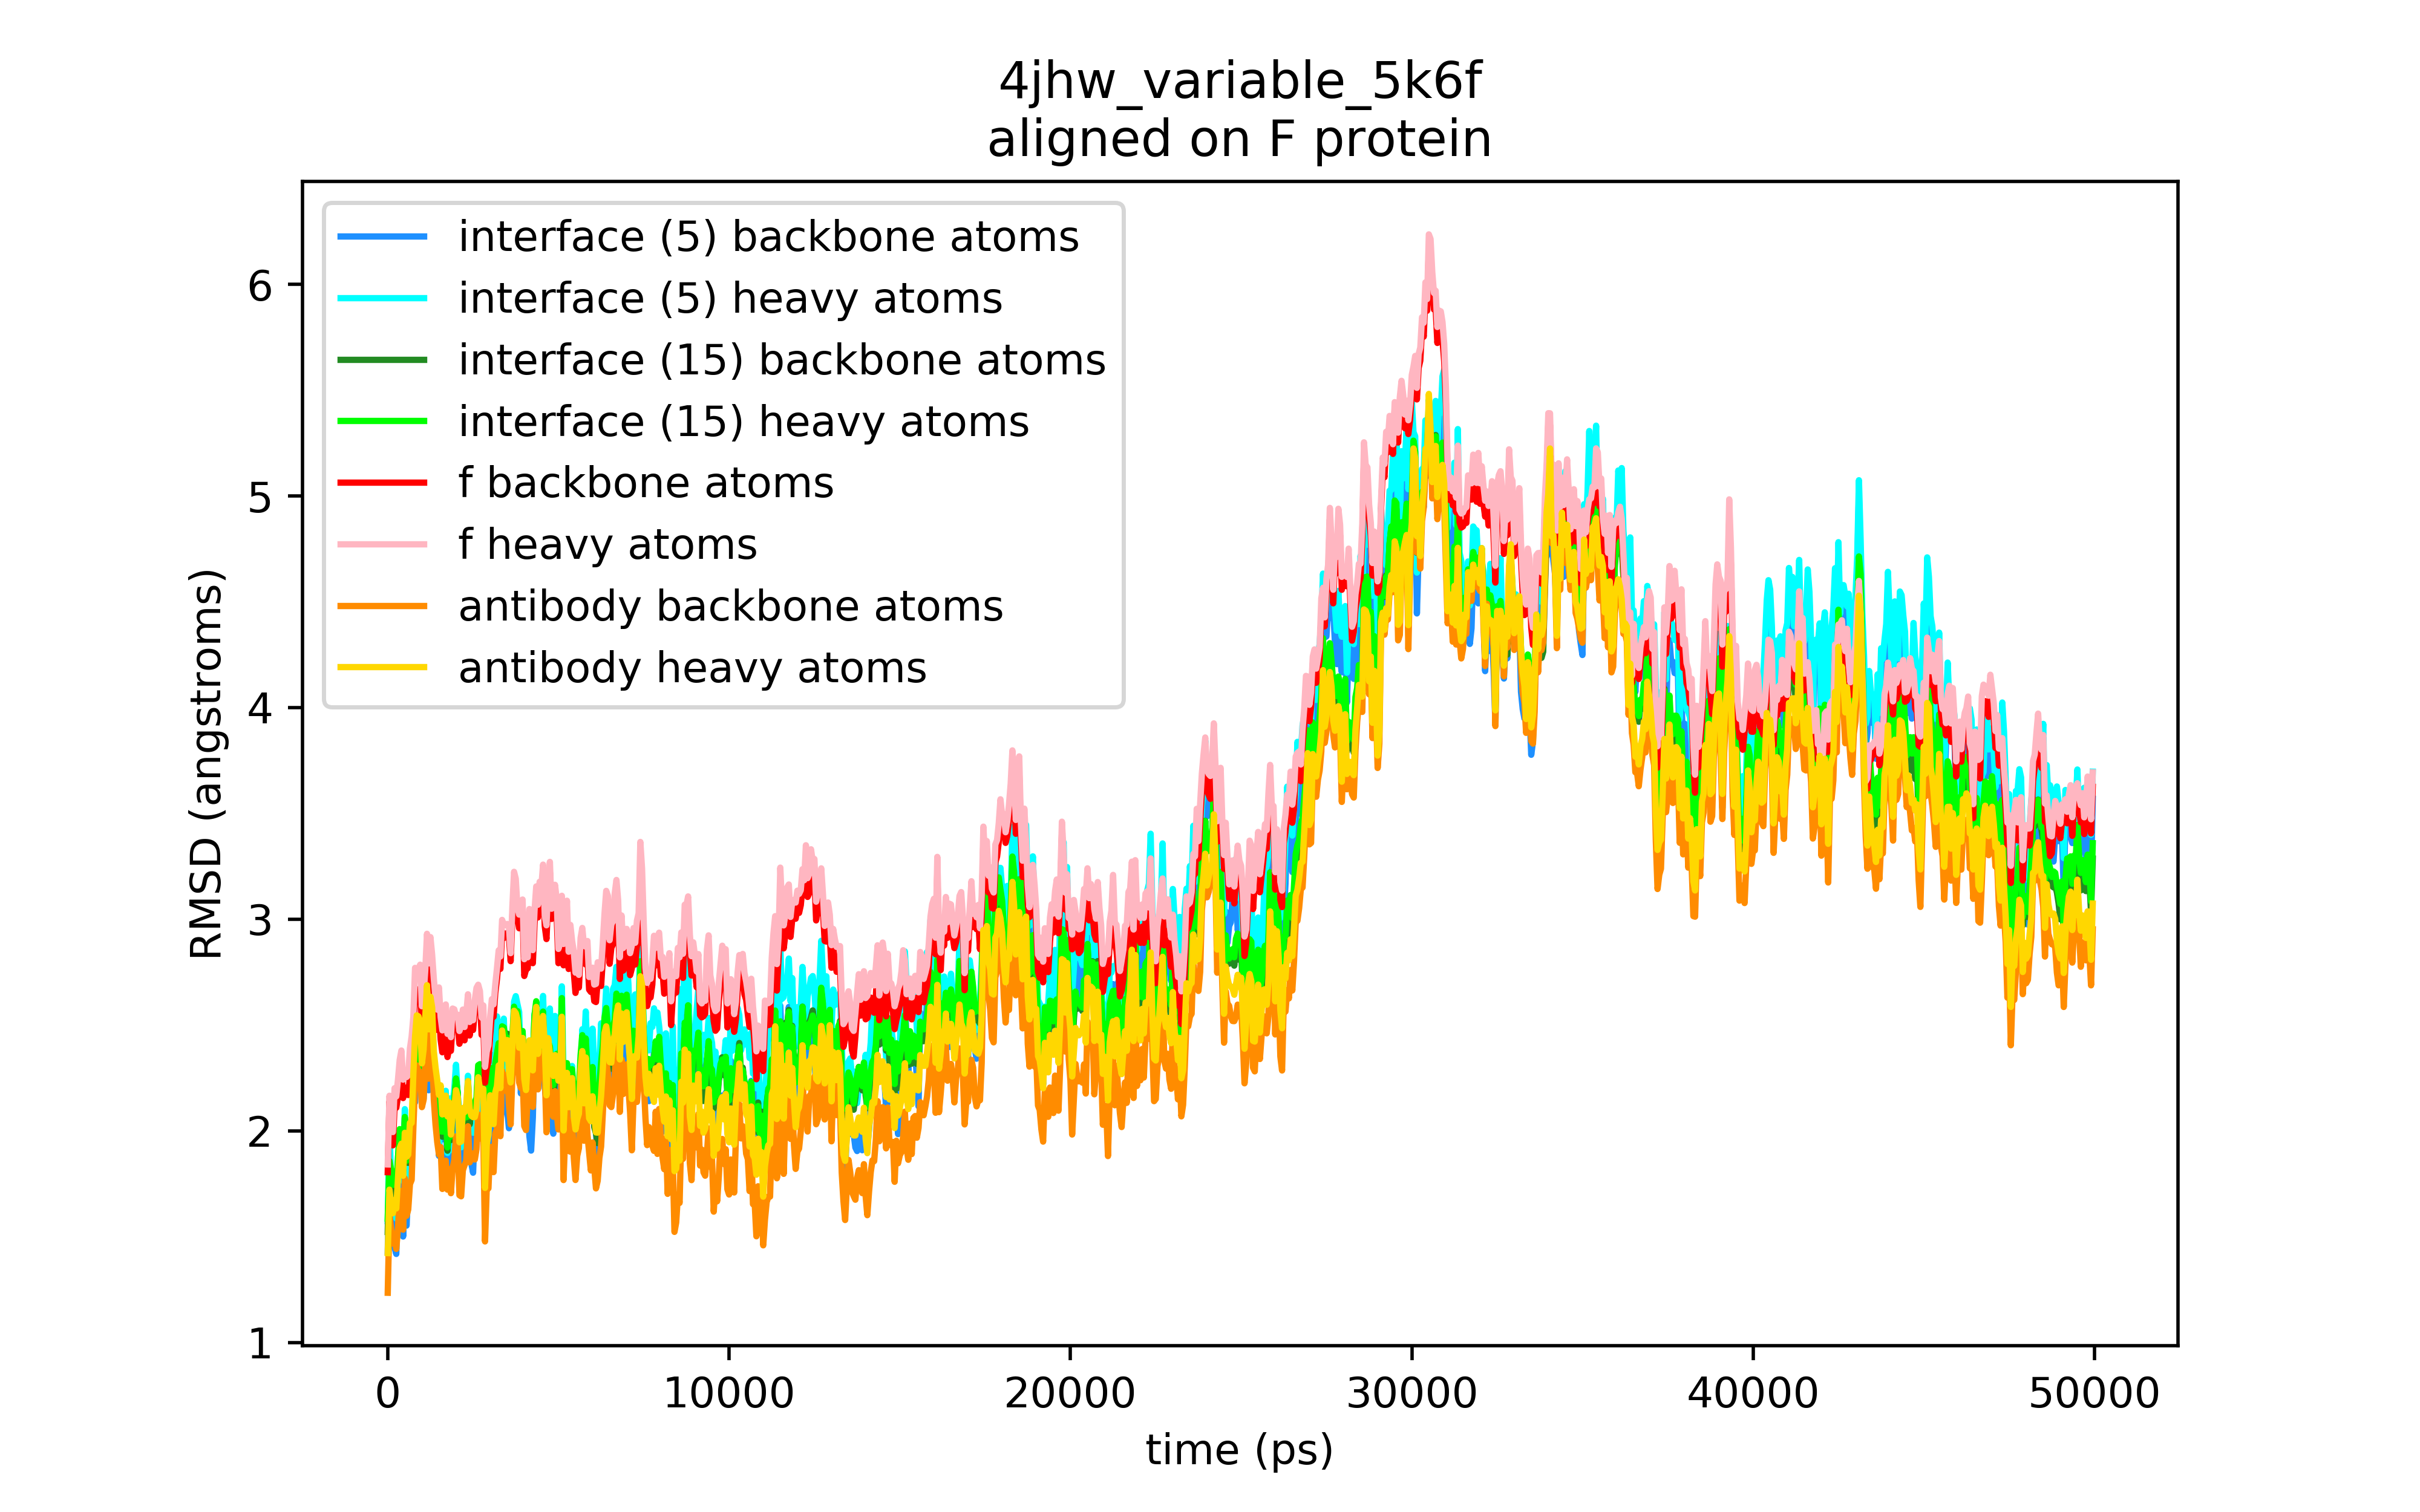 4jhw_variable_5k6f
aligned on F protein
interface (5) backbone atoms
interface (5) heavy atoms
interface (15) backbone atoms
interface (15) heavy atoms
f backbone atoms
f heavy atoms
antibody backbone atoms
antibody heavy atoms
RMSD (angstroms)
6
5
4
3
2
1
0 10000 20000 30000 40000 50000
time (ps)